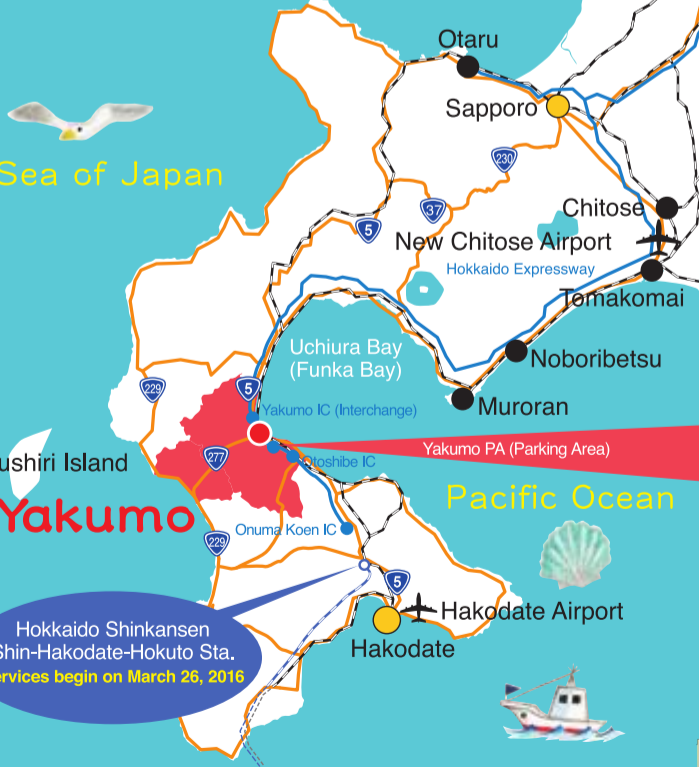 Otaru
Sapporo
Sea of Japan
230
Chitose
37
5
New Chitose Airport
Hokkaido Expressway
Tomakomai
Uchiura Bay
(Funka Bay)
Noboribetsu
229
5
Muroran
Yakumo IC (Interchange)
Yakumo PA (Parking Area)
277
Otoshibe IC
ushiri Island
Pacific Ocean
Yakumo
Onuma Koen IC
229
5
Hakodate Airport
Hokkaido Shinkansen
Shin-Hakodate-Hokuto Sta.
ervices begin on March 26, 2016
Hakodate